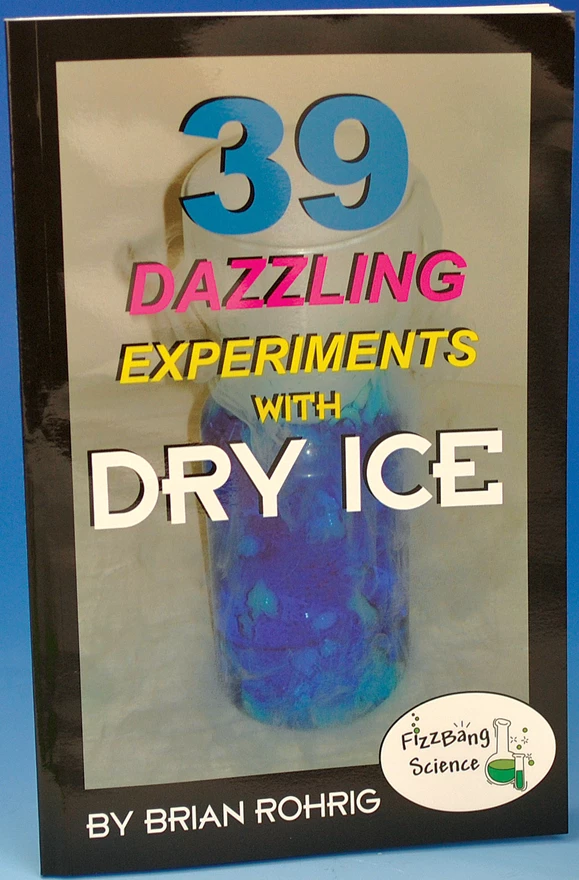 39
DAZZLING
EXPERIMENTS
WITH
DRY ICE
FizzBang
Science
BY BRIAN ROHRIG